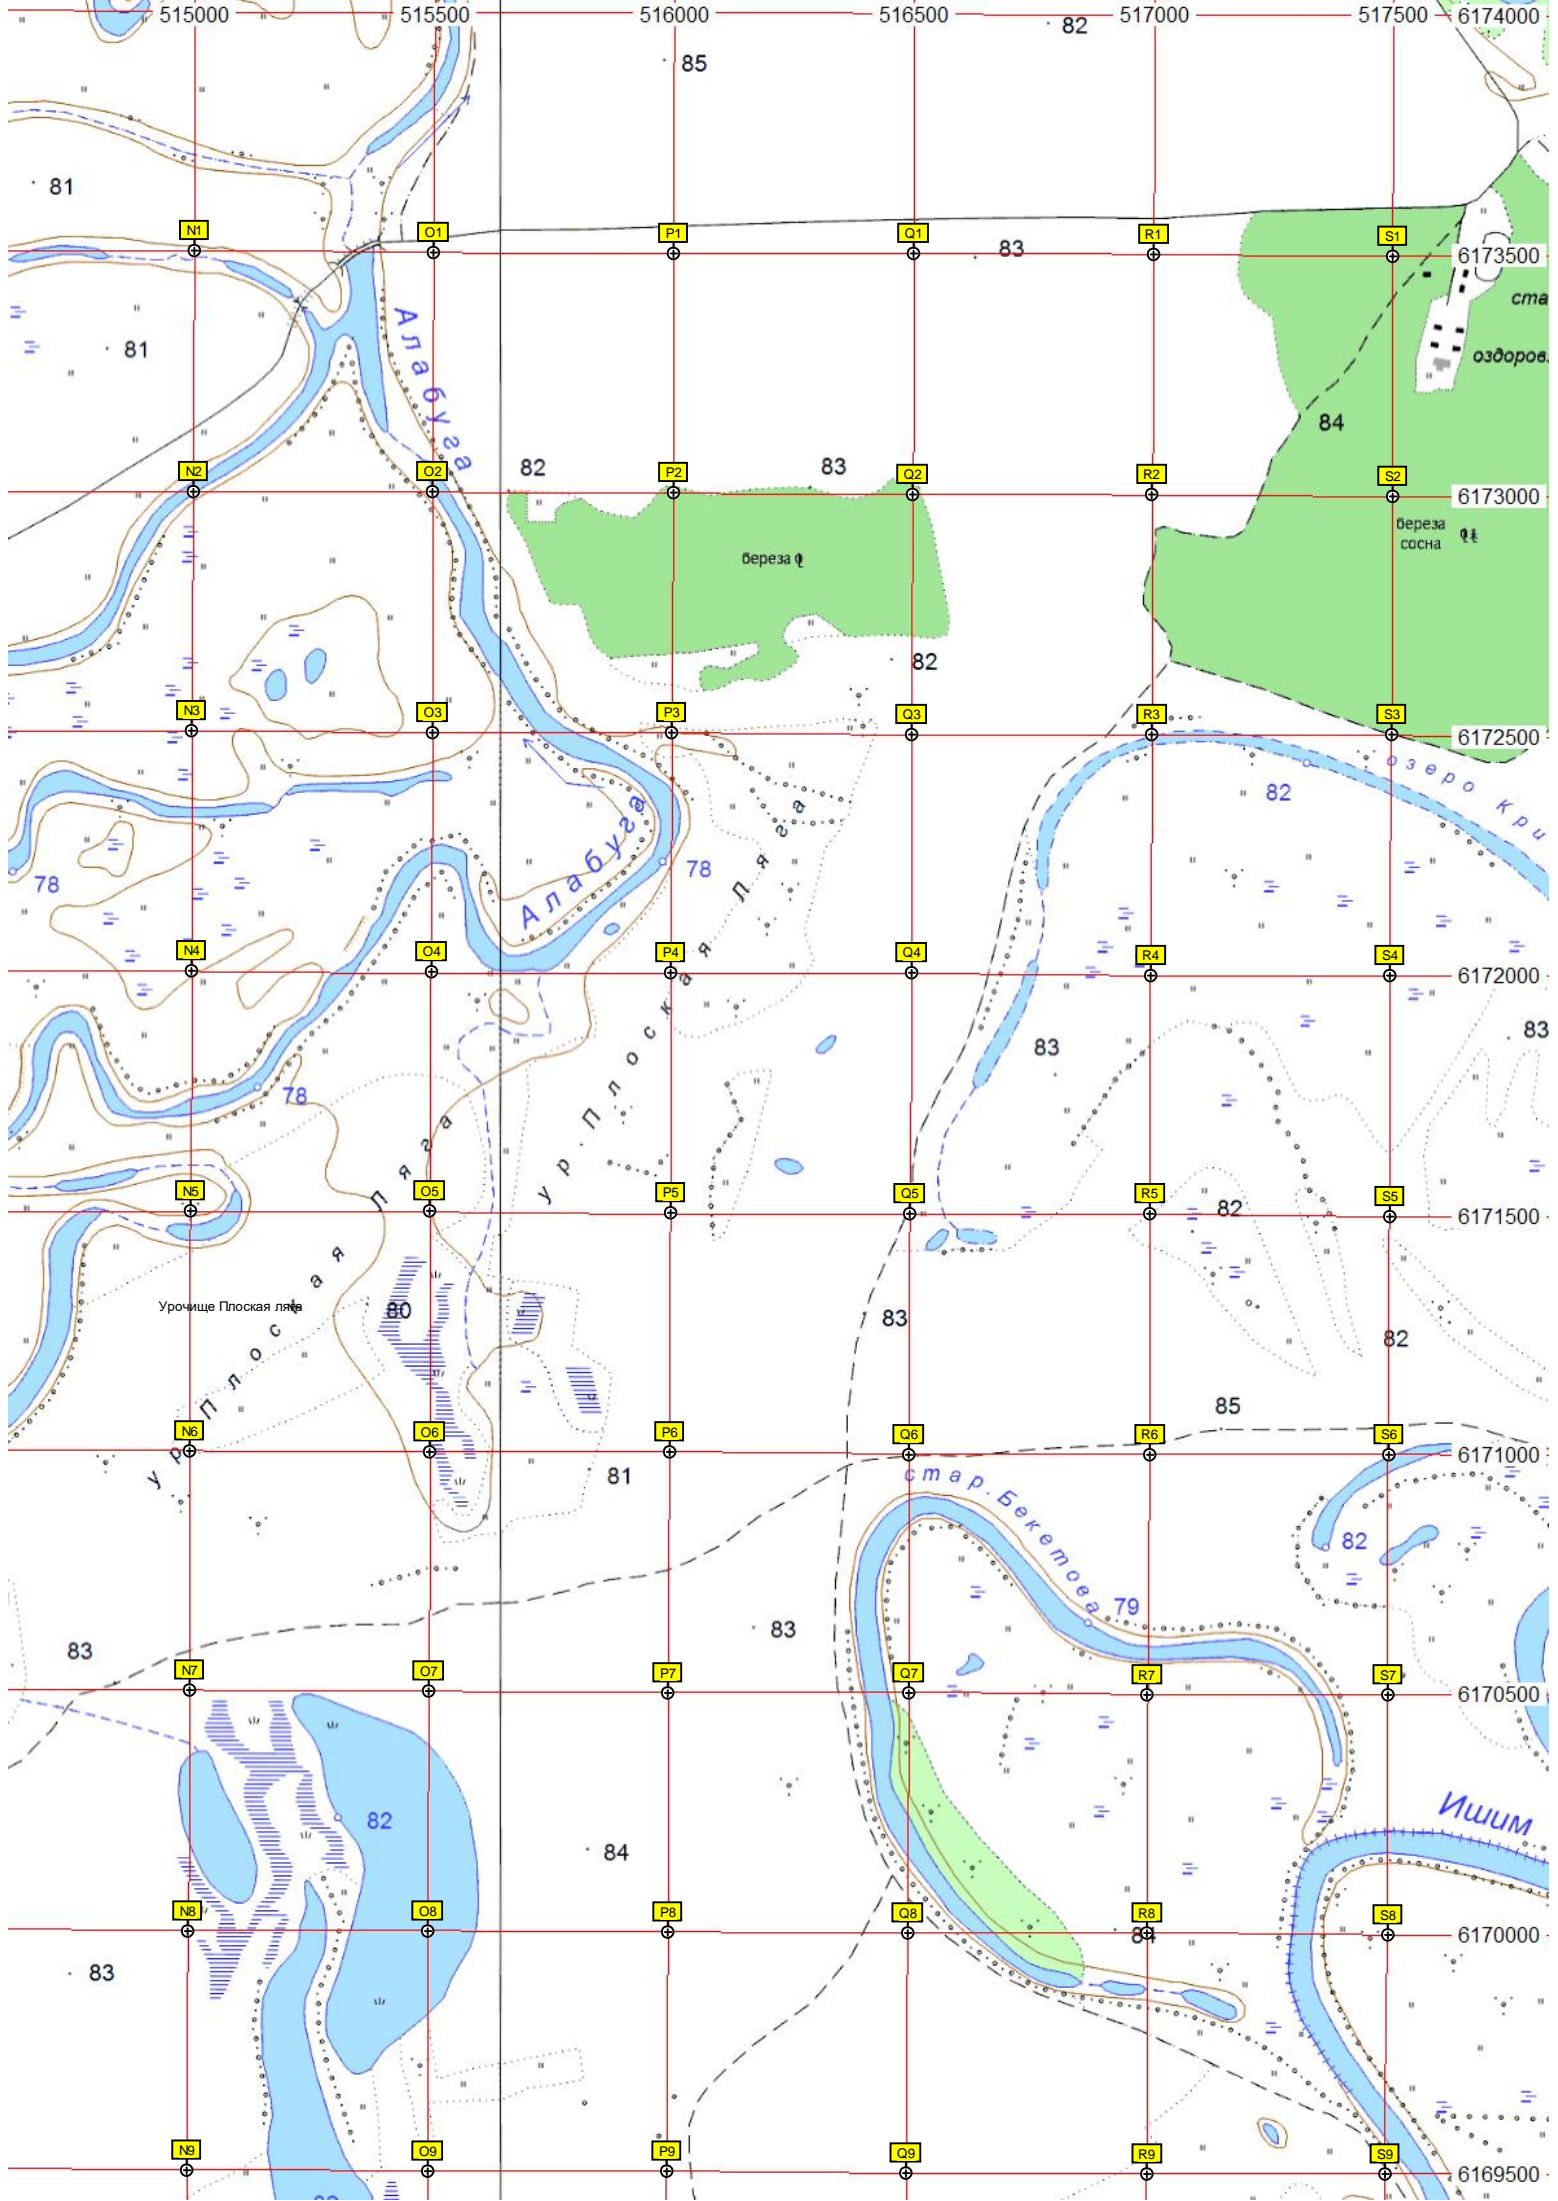 515000 515500 516000 516500 517000 517500 6174000
82
85
81
N1 O1 P1 Q1 R1 S1
83
6173500
ста
81
Алабуга
оздоров.
84
82
83
N2 O2 P2 Q2 R2 S2
6173000
береза
сосна
береза
82
N3 O3 P3 Q3 R3 S3
6172500
озеро Кри
82
Алабуга
78
78
ур. Плоская Ляга
N4 O4 P4 Q4 R4 S4
6172000
83
83
78
N5 O5 P5 Q5 R5 S5
82
6171500
Урочище Плоская ляга
80
83
82
ур. Плоская Ляга
85
N6 O6 P6 Q6 R6 S6
6171000
81
стар. Бекетова
82
79
83
83
N7 O7 P7 Q7 R7 S7
6170500
82
Ишим
84
N8 O8 P8 Q8 R8 S8
84
6170000
83
N9 O9 P9 Q9 R9 S9
6169500